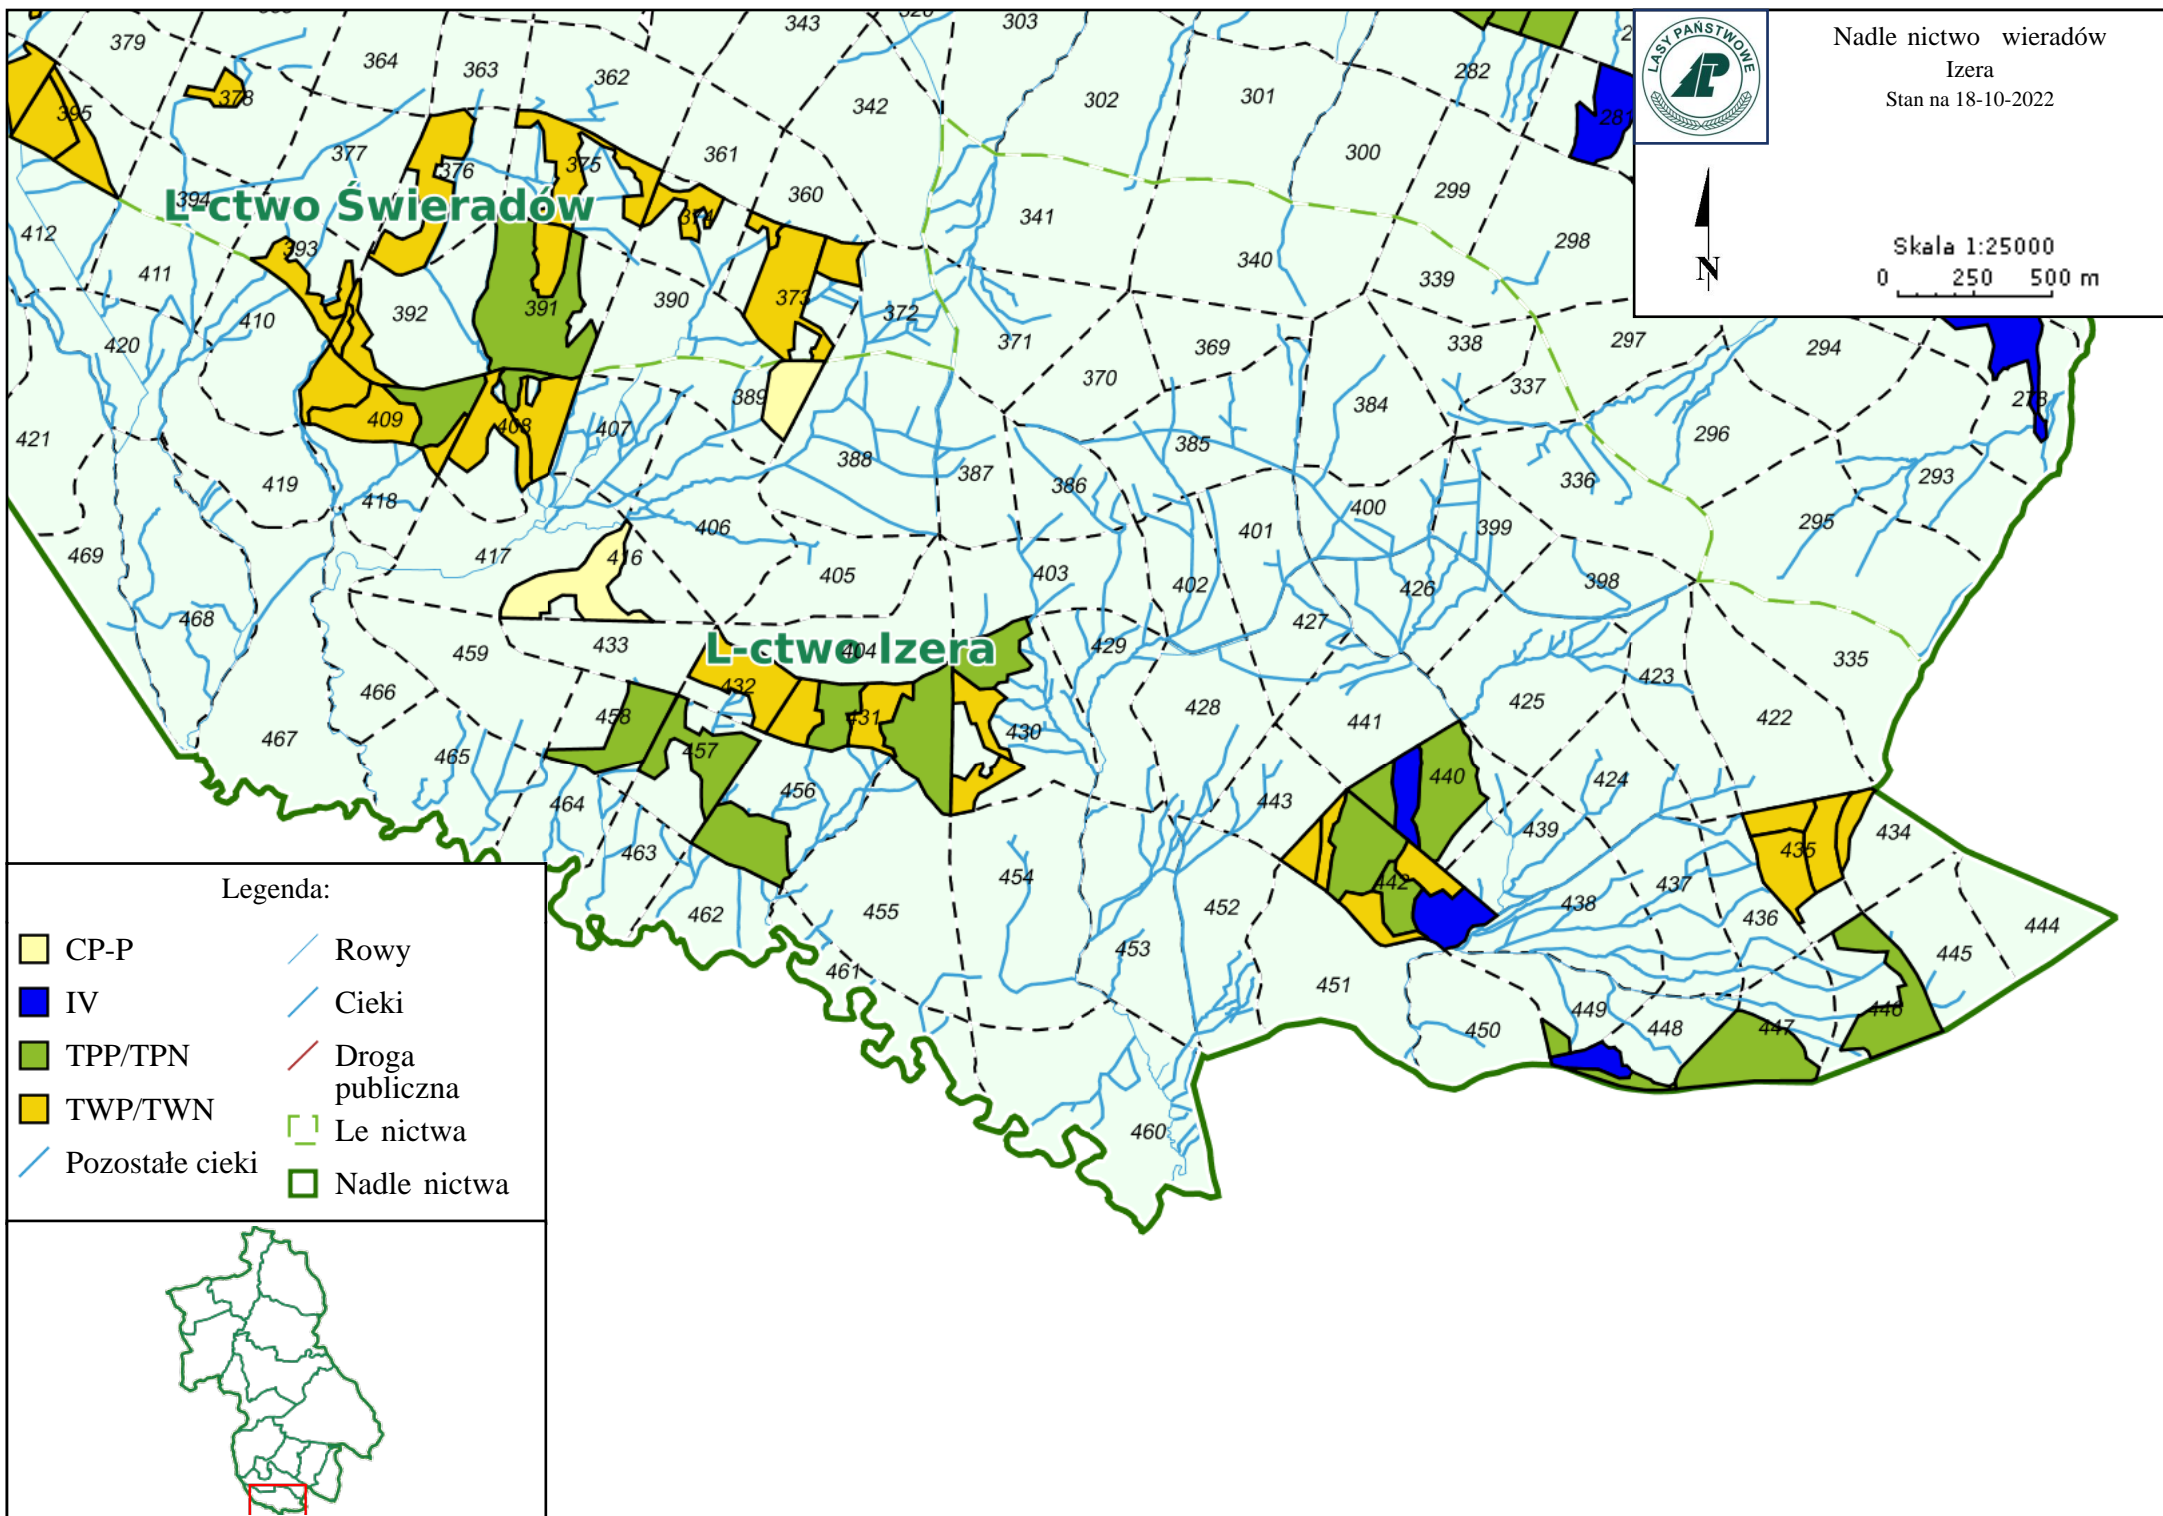 LASY PAŃSTWOWE
Nadle nictwo wieradów
Izera
Stan na 18-10-2022
N
Skala 1:25000
0 250 500 m
379 364 363 362 343 303 302 301 282 281
395 378 342
377 376 375 361 300 299
394 L-ctwo Świeradów 374 360 341 298
412 393 340 339
411 392 391 390 373 372
410 420 371 369 338 297 294
370 337 384 278
421 409 408 407 389 388 387 385 296
419 418 386 336 293
469 417 416 406 405 403 401 400 399 295
468 402 426 398
459 433 L-ctwo Izera 404 429 427 335
466 432 423
467 458 431 430 428 441 425 422
465 457
464 456 443 440 424
463 439 434
454 442 435
462 455 452 438 437 436 444
461 453 451 445
450 449 448 447 446
460
Legenda:
CP-P
IV
TPP/TPN
TWP/TWN
Pozostałe cieki
Rowy
Cieki
Droga
publiczna
Le nictwa
Nadle nictwa